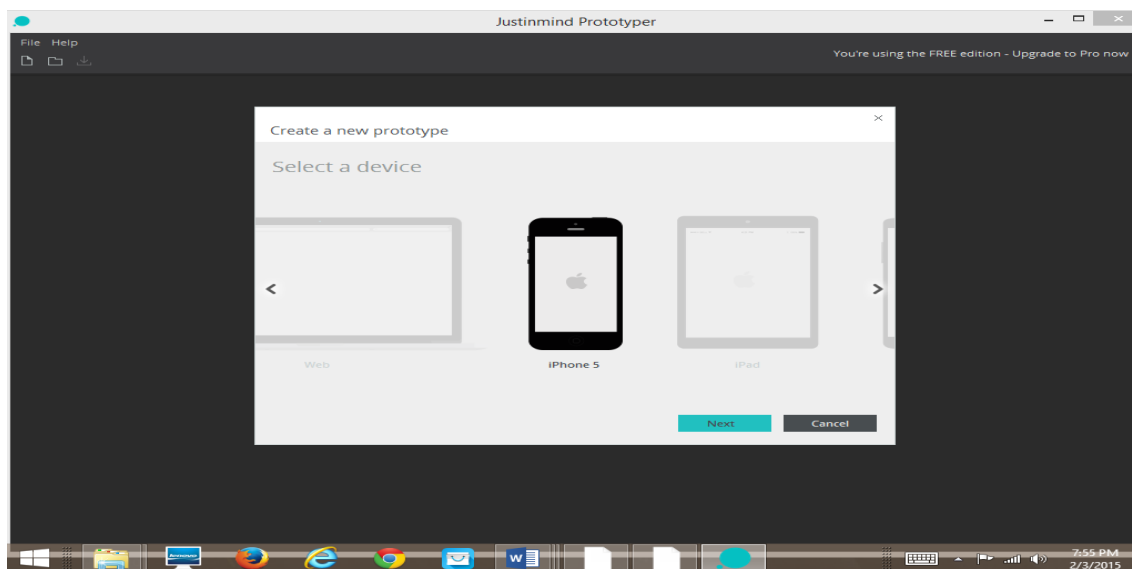 Justinmind Prototyper
File Help
You're using the FREE edition - Upgrade to Pro now
Create a new prototype
Select a device
Web
iPhone 5
iPad
Next
Cancel
7:55 PM
2/3/2015